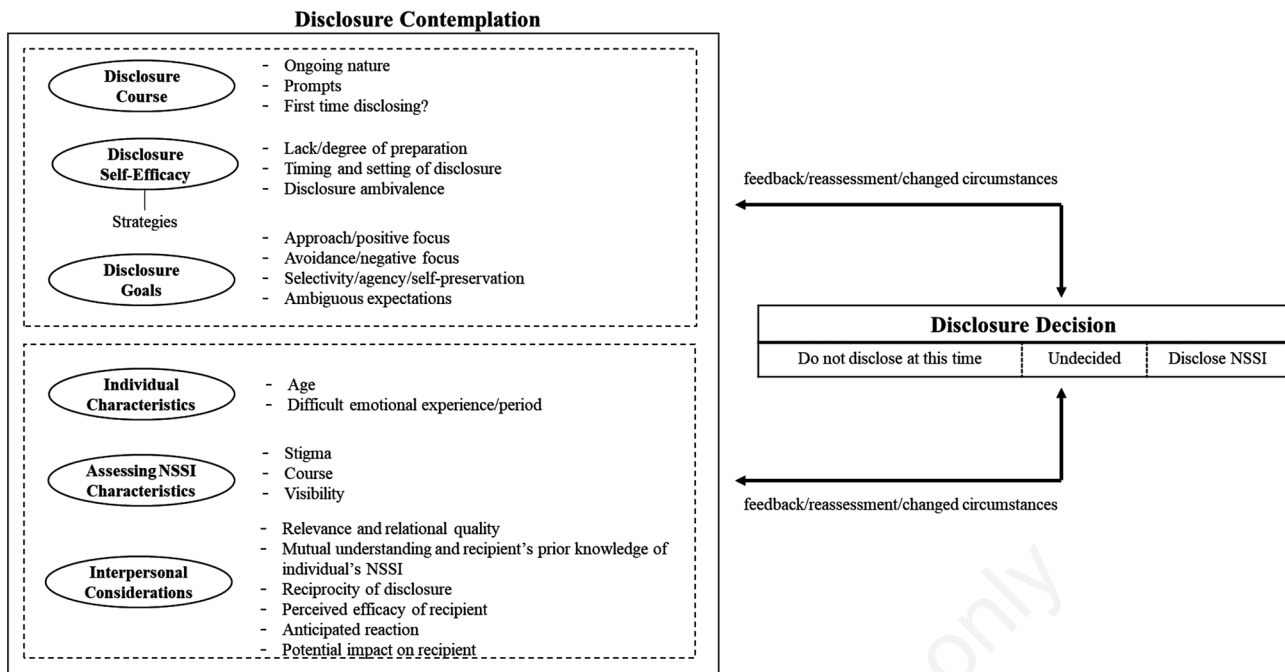 Disclosure Contemplation
Disclosure
Course
- Ongoing nature
- Prompts
- First time disclosing?
Disclosure
Self-Efficacy
Strategies
- Lack/degree of preparation
- Timing and setting of disclosure
- Disclosure ambivalence
Disclosure
Goals
- Approach/positive focus
- Avoidance/negative focus
- Selectivity/agency/self-preservation
- Ambiguous expectations
Individual
Characteristics
- Age
- Difficult emotional experience/period
Assessing NSSI
Characteristics
- Stigma
- Course
- Visibility
Interpersonal
Considerations
- Relevance and relational quality
- Mutual understanding and recipient’s prior knowledge of
individual’s NSSI
- Reciprocity of disclosure
- Perceived efficacy of recipient
- Anticipated reaction
- Potential impact on recipient
feedback/reassessment/changed circumstances
Disclosure Decision
Do not disclose at this time
Undecided
Disclose NSSI
feedback/reassessment/changed circumstances
only